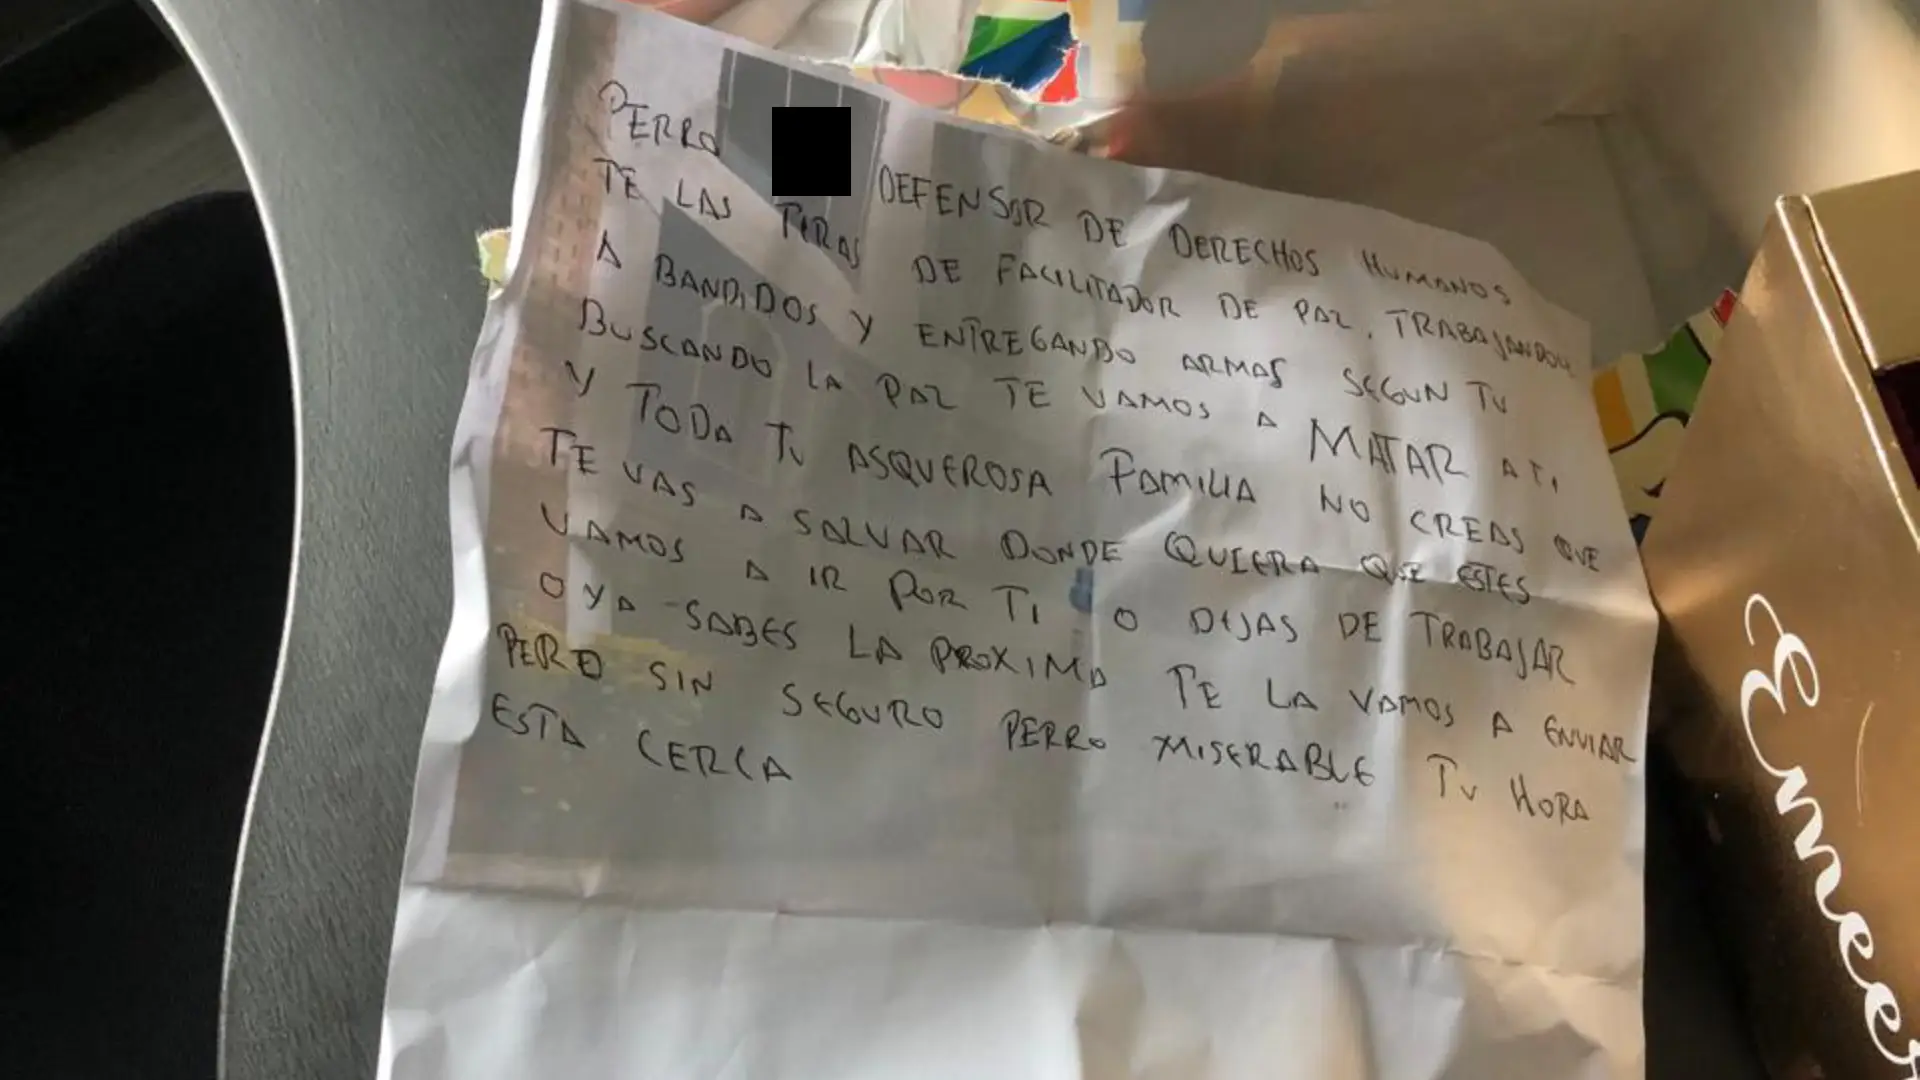 PERRO DEFENSOR DE DERECHOS HUMANOS
TE LAS TIRAS DE FACILITADOR DE PAZ, TRABAJANDOLE
A BANDIDOS Y ENTREGANDO ARMAS SEGUN TU
BUSCANDO LA PAZ TE VAMOS A MATAR A TI,
Y TODA TU ASQUEROSA FAMILIA NO CREAS QUE
TE VAS A SALVAR DONDE QUIERA QUE ESTES
VAMOS A IR POR TI O DEJAS DE TRABAJAR
O YA SABES LA PROXIMA TE LA VAMOS A ENVIAR
PERO SIN SEGURO PERRO MISERABLE TU HORA
ESTA CERCA